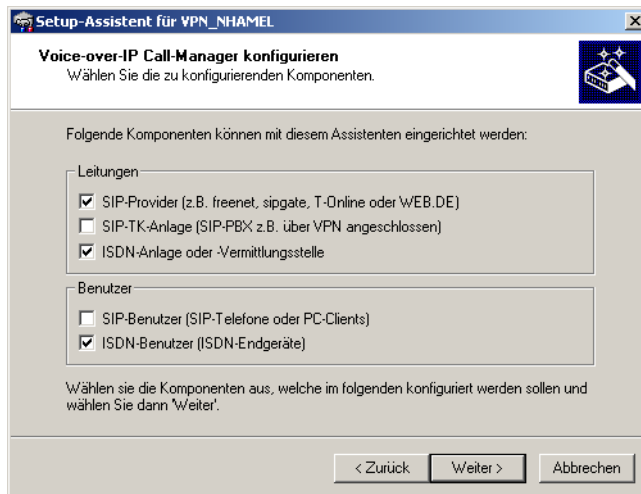 Setup-Assistent für VPN_NHAMEL
Voice-over-IP Call-Manager konfigurieren
Wählen Sie die zu konfigurierenden Komponenten.
Folgende Komponenten können mit diesem Assistenten eingerichtet werden:
Leitungen
SIP-Provider (z.B. freenet, sipgate, T-Online oder WEB.DE)
SIP-TK-Anlage (SIP-PBX z.B. über VPN angeschlossen)
ISDN-Anlage oder -Vermittlungsstelle
Benutzer
SIP-Benutzer (SIP-Telefone oder PC-Clients)
ISDN-Benutzer (ISDN-Endgeräte)
Wählen sie die Komponenten aus, welche im folgenden konfiguriert werden sollen und
wählen Sie dann 'Weiter'.
< Zurück Weiter > Abbrechen